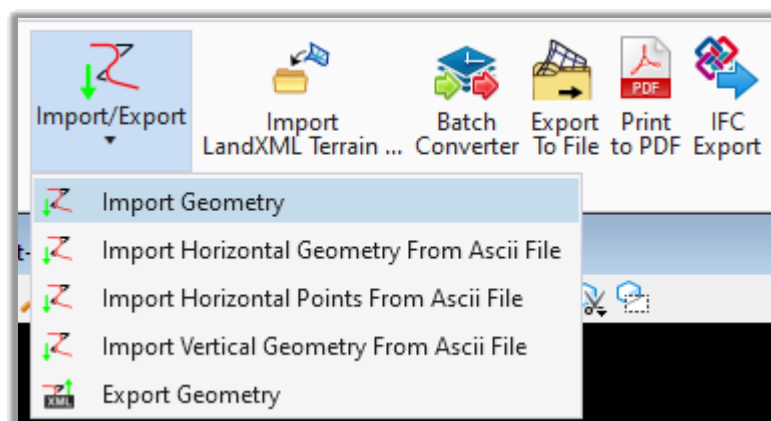 Import/Export
Import
LandXML Terrain ...
Batch
Converter
Export
To File
PDF
Print
to PDF
IFC
Export
Import Geometry
t-
Import Horizontal Geometry From Ascii File
Import Horizontal Points From Ascii File
Import Vertical Geometry From Ascii File
XML
Export Geometry